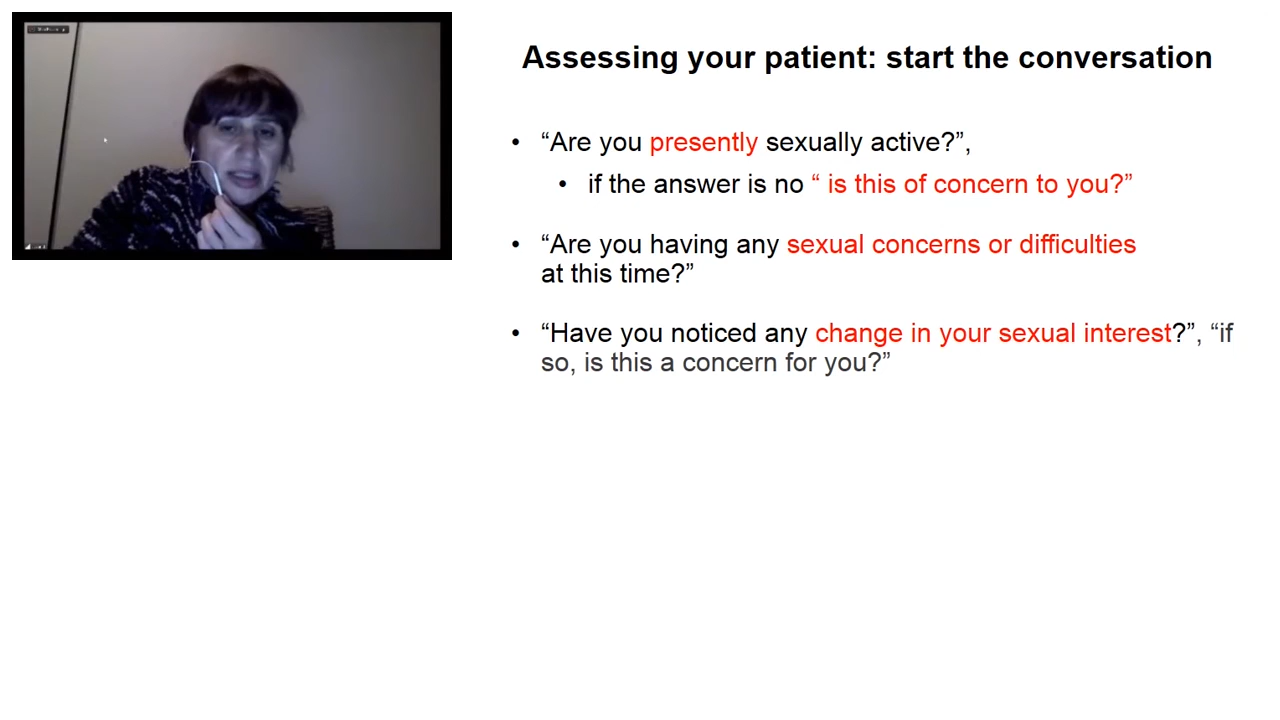 Assessing your patient: start the conversation
• “Are you presently sexually active?”,
• if the answer is no “ is this of concern to you?”
• “Are you having any sexual concerns or difficulties
at this time?”
• “Have you noticed any change in your sexual interest?”, “if
so, is this a concern for you?”